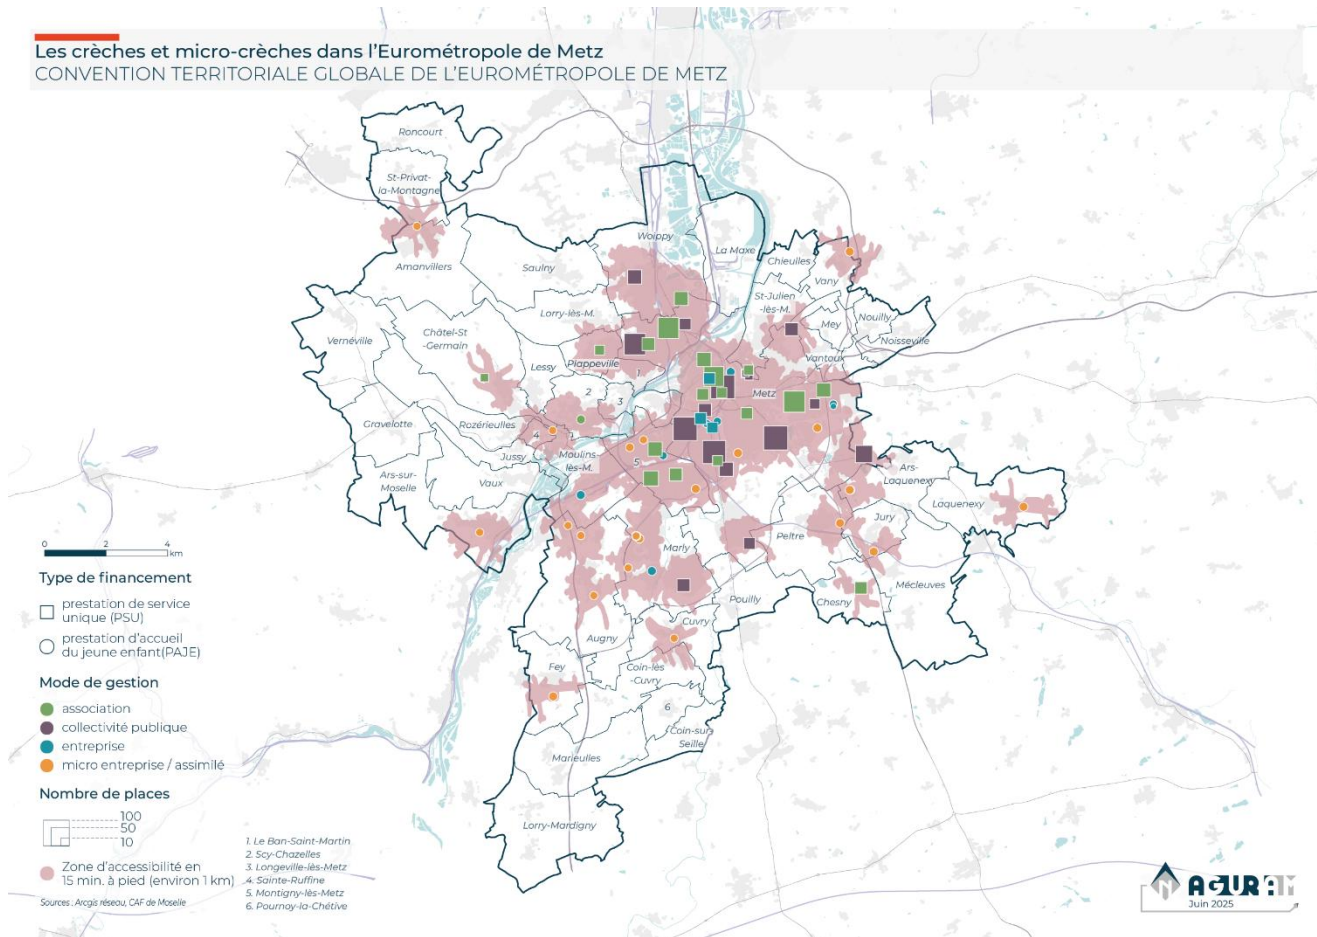 Les crèches et micro-crèches dans l'Eurométropole de Metz
CONVENTION TERRITORIALE GLOBALE DE L'EUROMÉTROPOLE DE METZ
Roncourt
St-Privat-
la-Montagne
Woippy
La Maxe
Amanvillers
Saulny
Chieulles
Vany
St-Julien
-lès-M.
Lorry-lès-M.
Mey
Nouilly
Noisseville
Vernéville
Châtel-St
-Germain
Lessy
Plappeville
Vantoux
1
2
3
Metz
Gravelotte
Rozérieulles
4
Jussy
Moulins-
lès-M.
5
Ars-sur-
Moselle
Vaux
Ars-
Laquenexy
Laquenexy
Jury
Peltre
Marly
Mécleuves
Pouilly
Chesny
Cuvry
Augny
Fey
Coin-lès
-Cuvry
6
Coin-sur-
Seille
Marieulles
Lorry-Mardigny
0 2 4
km
Type de financement
prestation de service
unique (PSU)
prestation d'accueil
du jeune enfant(PAJE)
Mode de gestion
association
collectivité publique
entreprise
micro entreprise / assimilé
Nombre de places
100
50
10
Zone d'accessibilité en
15 min. à pied (environ 1 km)
Sources : Arcgis réseau, CAF de Moselle
1. Le Ban-Saint-Martin
2. Scy-Chazelles
3. Longeville-lès-Metz
4. Sainte-Ruffine
5. Montigny-lès-Metz
6. Pournoy-la-Chétive
N
AGURAM
Juin 2025